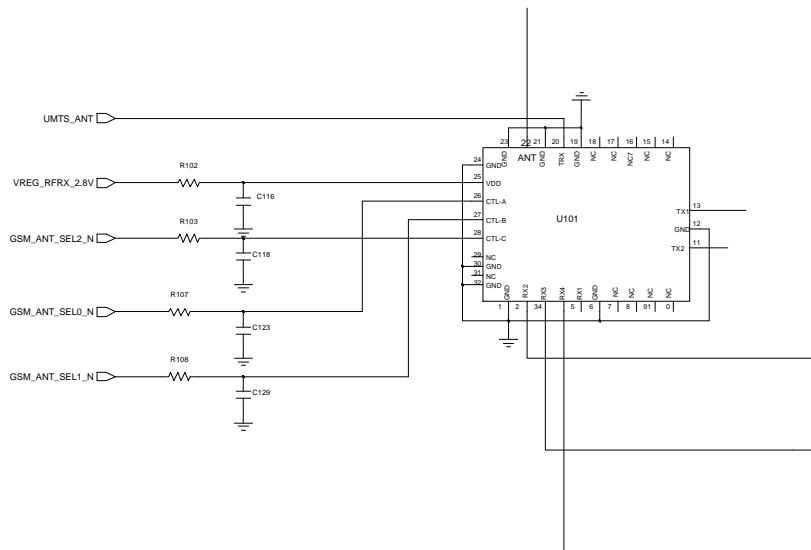 UMTS_ANT
23 22 21 20 19 18 17 16 15 14
GND ANT GND TRX GND NC NC NC7 NC NC
R102
24 GND
VREG_RFRX_2.8V
25 VDD
C116
26 CTL-A
R103
27 CTL-B
U101
TX1 13
GND 12
GSM_ANT_SEL2_N
28 CTL-C
TX2 11
C118
29 NC
30 GND
31 NC
32 GND
GND RX2 RX3 RX4 RX1 GND NC NC NC NC
1 2 34 5 6 7 8 91 0
R107
GSM_ANT_SEL0_N
C123
R108
GSM_ANT_SEL1_N
C129